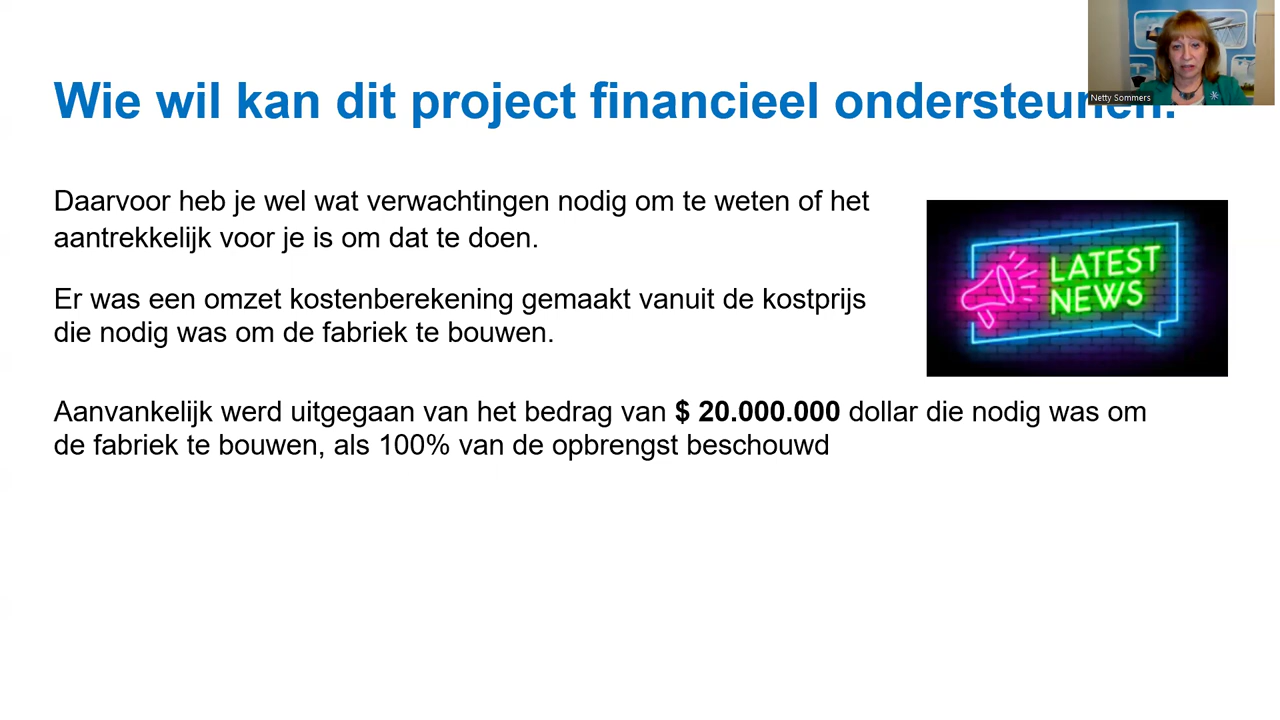 Wie wil kan dit project financieel ondersteunen.
Netty Sommers
Daarvoor heb je wel wat verwachtingen nodig om te weten of het
aantrekkelijk voor je is om dat te doen.
LATEST
NEWS
Er was een omzet kostenberekening gemaakt vanuit de kostprijs
die nodig was om de fabriek te bouwen.
Aanvankelijk werd uitgegaan van het bedrag van $ 20.000.000 dollar die nodig was om
de fabriek te bouwen, als 100% van de opbrengst beschouwd